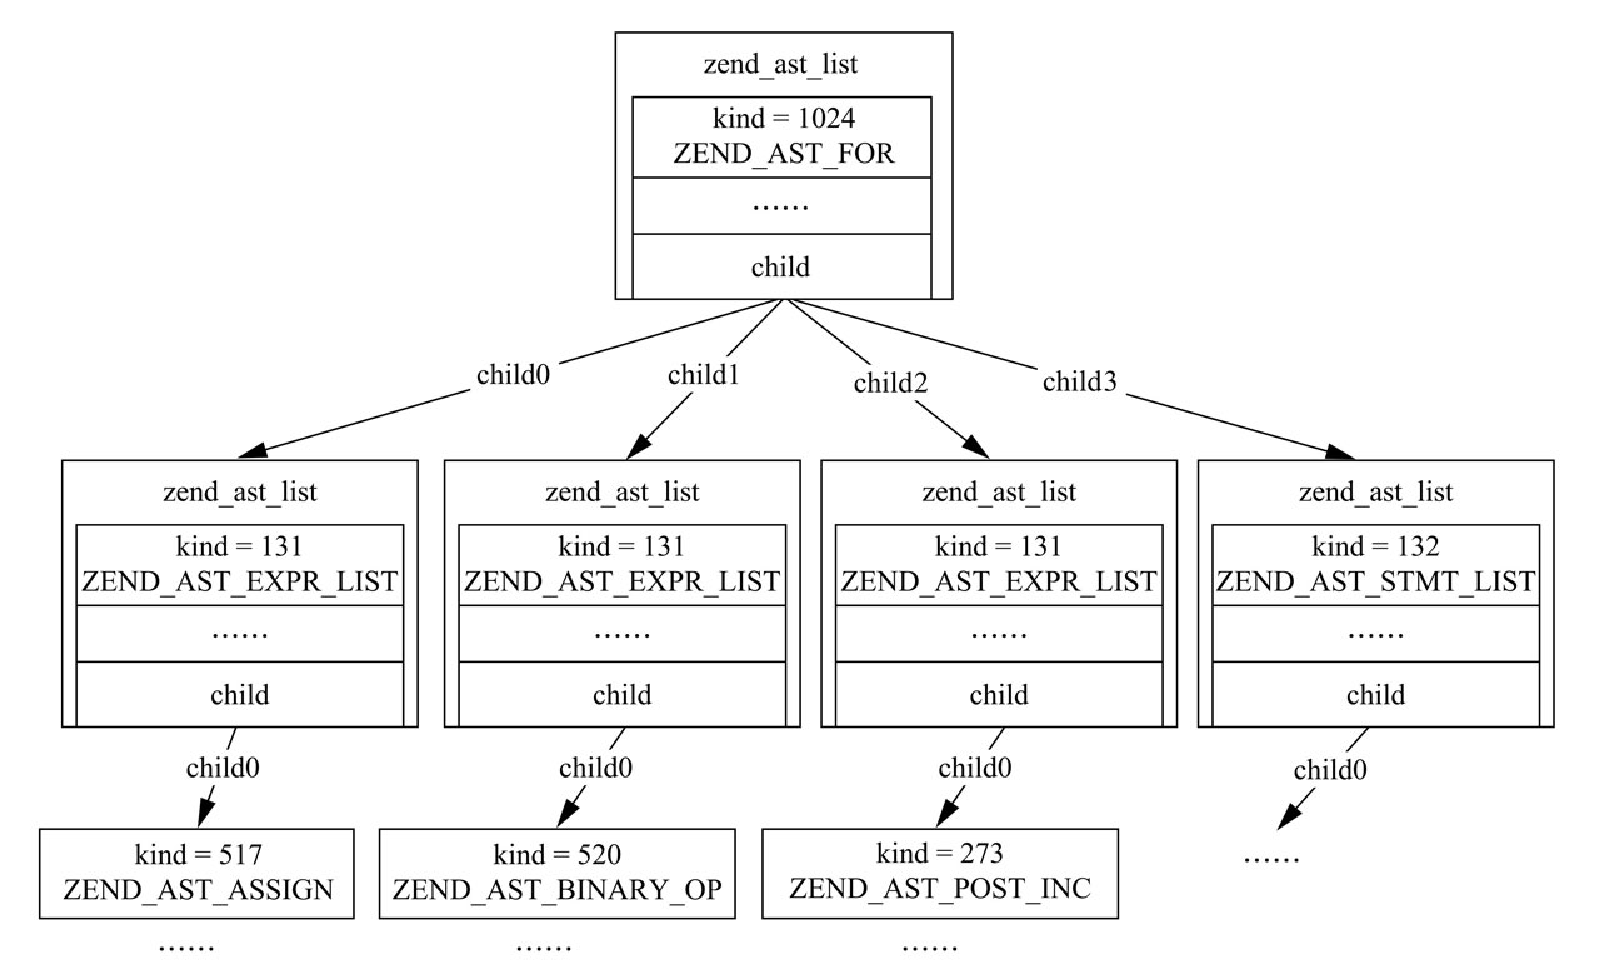 zend_ast_list
kind = 1024
ZEND_AST_FOR
......
child
child0
child1
child2
child3
zend_ast_list
kind = 131
ZEND_AST_EXPR_LIST
......
child
zend_ast_list
kind = 131
ZEND_AST_EXPR_LIST
......
child
zend_ast_list
kind = 131
ZEND_AST_EXPR_LIST
......
child
zend_ast_list
kind = 132
ZEND_AST_STMT_LIST
......
child
child0
child0
child0
child0
kind = 517
ZEND_AST_ASSIGN
......
kind = 520
ZEND_AST_BINARY_OP
......
kind = 273
ZEND_AST_POST_INC
......
......